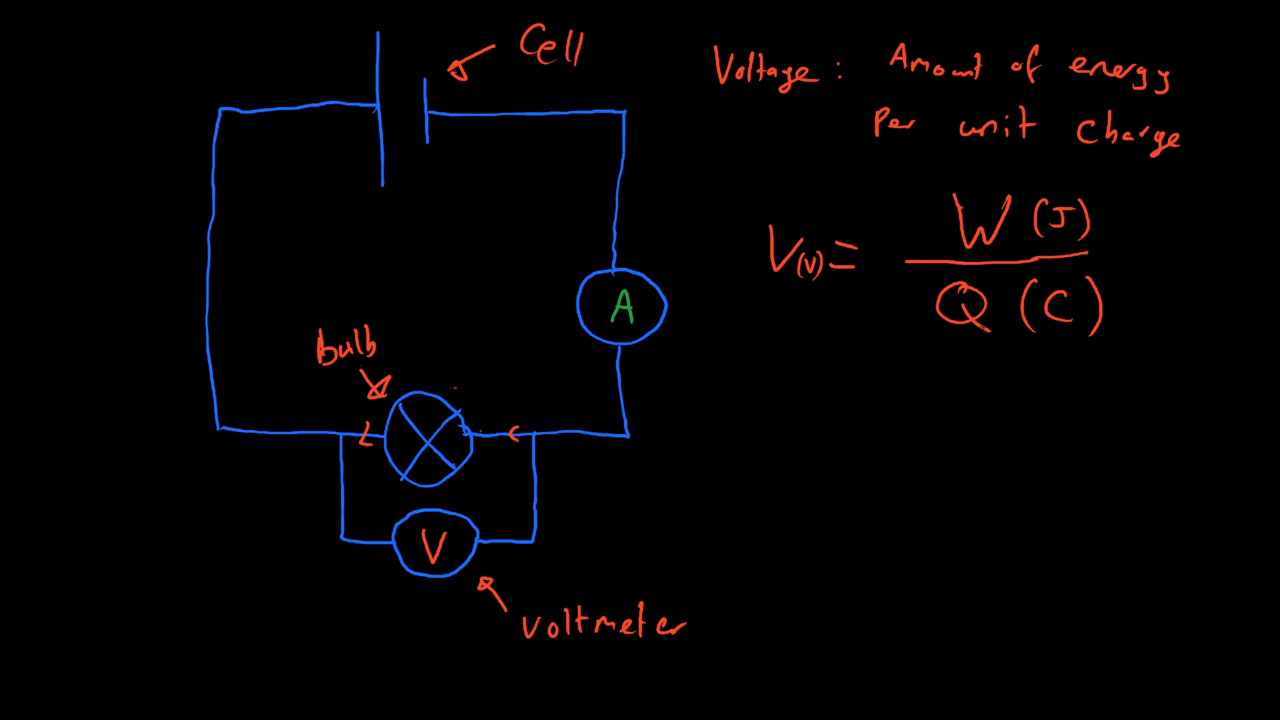 Cell
Voltage: Amount of energy
Per unit charge
V(V) = W (J)
Q (C)
A
bulb
V
voltmeter